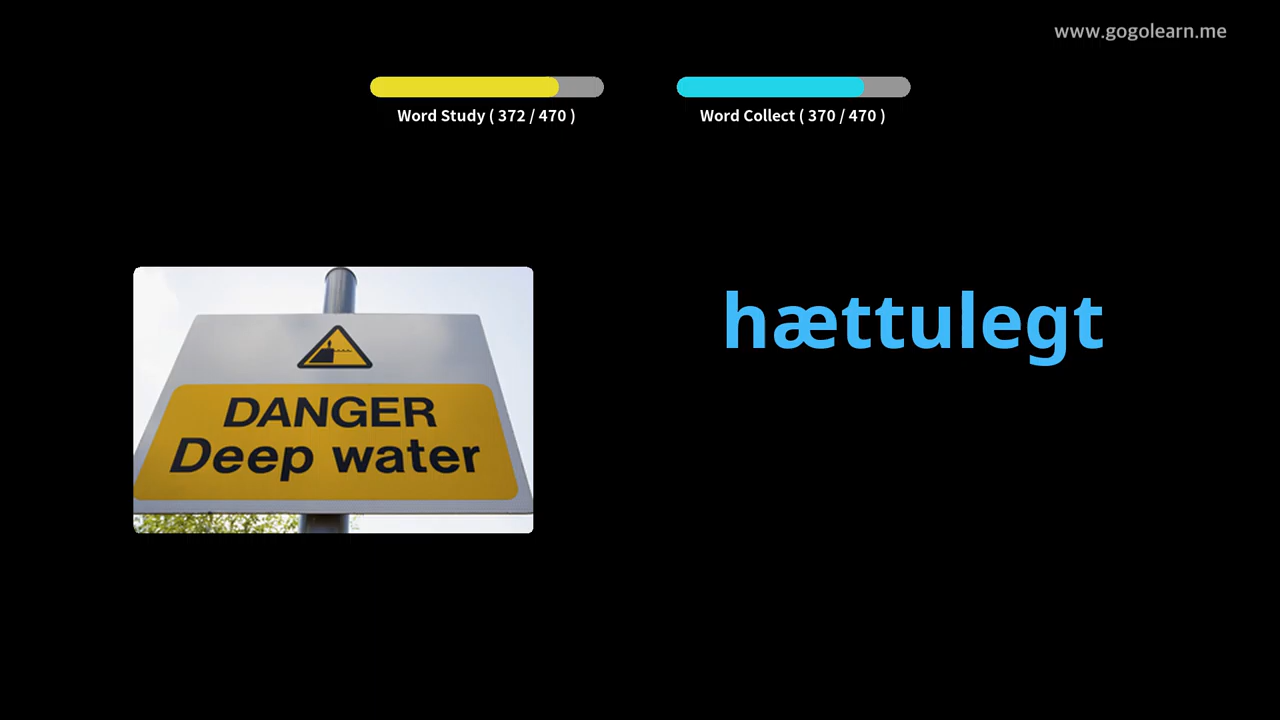 www.gogolearn.me
Word Study ( 372 / 470 )
Word Collect ( 370 / 470 )
DANGER
Deep water
hættulegt